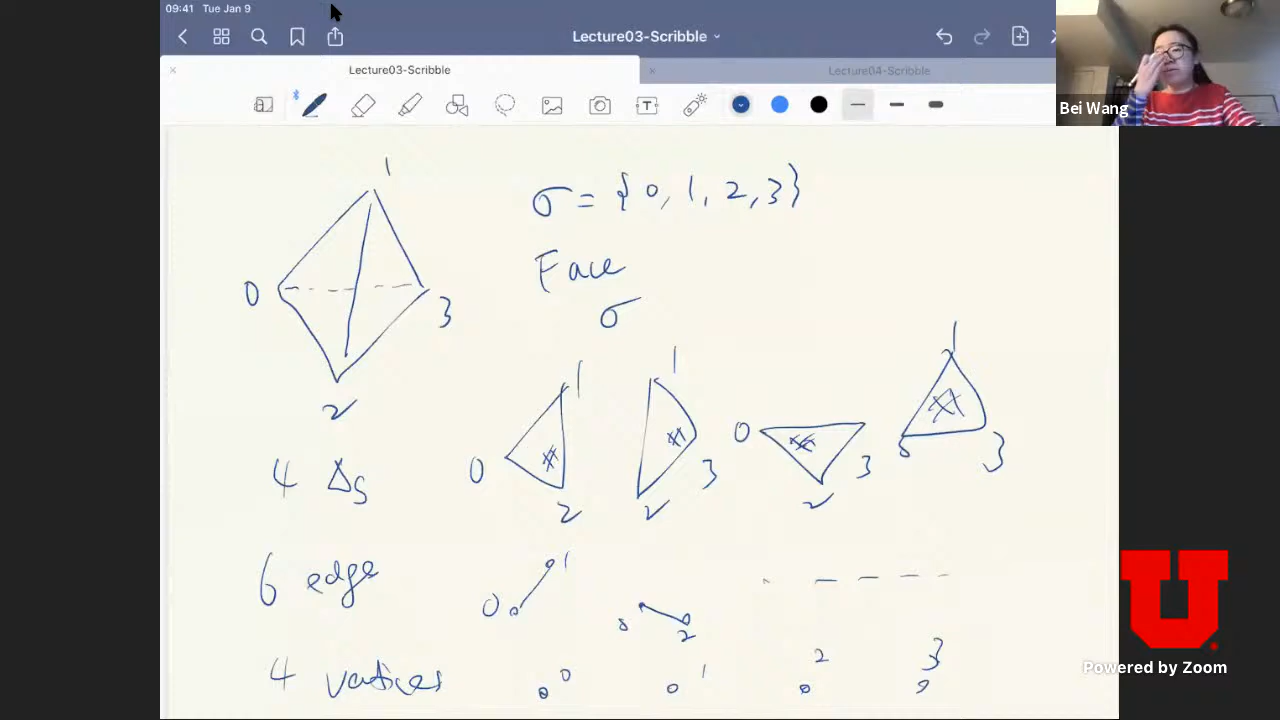 09:41 Tue Jan 9
Lecture03-Scribble
Lecture03-Scribble
Lecture04-Scribble
T
Bei Wang
1
σ = {0, 1, 2, 3}
Face
0
3
σ
2
1 1 1
0
0 2 2 3 2 3 0 3
4 Δs
6 edge
0 1
0 2
4 vertices
0 1 2 3
U
Powered by Zoom